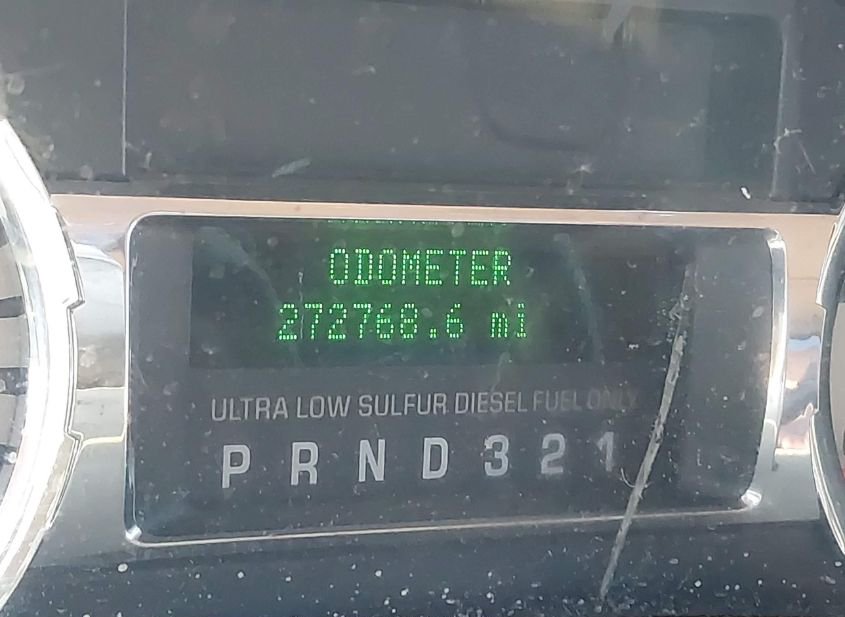 ODOMETER
272768.6 mi
ULTRA LOW SULFUR DIESEL FUEL ONLY
P R N D 3 2 1